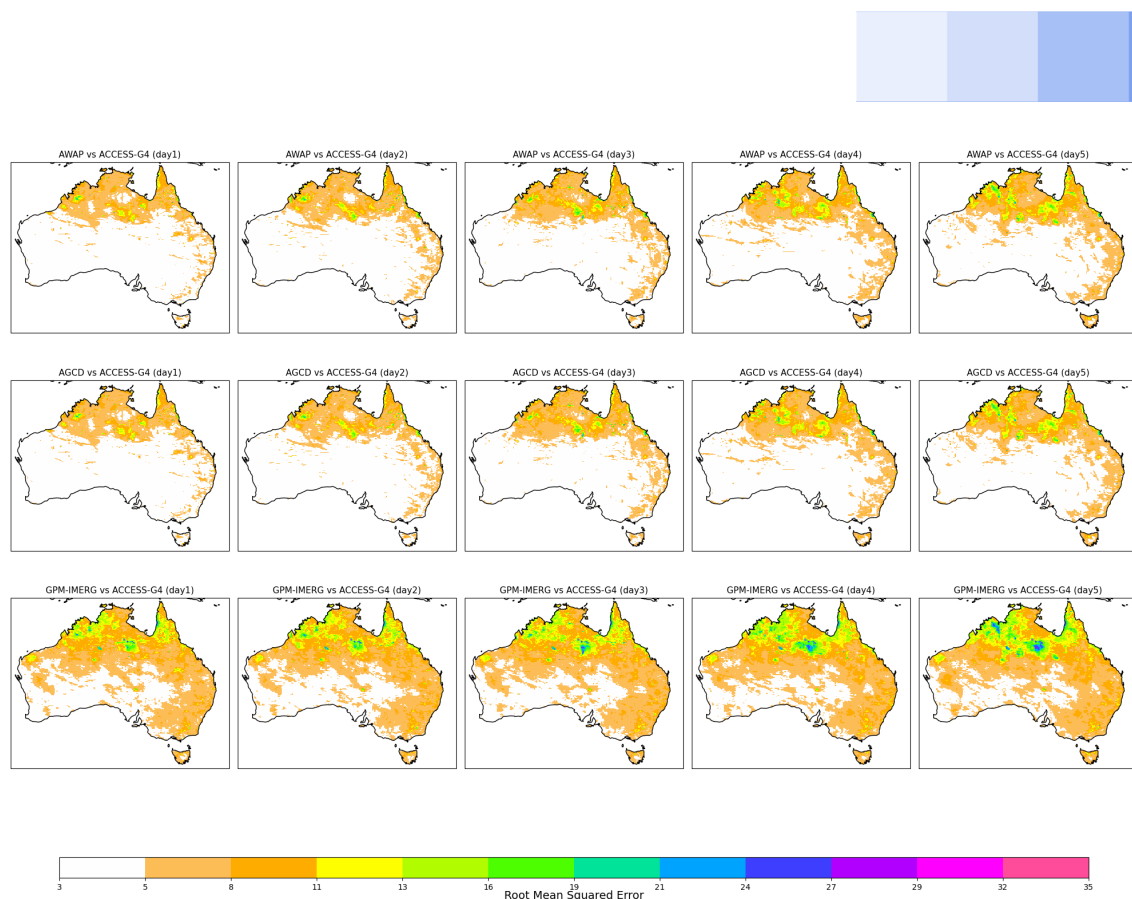 AWAP vs ACCESS-G4 (day1)
AWAP vs ACCESS-G4 (day2)
AWAP vs ACCESS-G4 (day3)
AWAP vs ACCESS-G4 (day4)
AWAP vs ACCESS-G4 (day5)
AGCD vs ACCESS-G4 (day1)
AGCD vs ACCESS-G4 (day2)
AGCD vs ACCESS-G4 (day3)
AGCD vs ACCESS-G4 (day4)
AGCD vs ACCESS-G4 (day5)
GPM-IMERG vs ACCESS-G4 (day1)
GPM-IMERG vs ACCESS-G4 (day2)
GPM-IMERG vs ACCESS-G4 (day3)
GPM-IMERG vs ACCESS-G4 (day4)
GPM-IMERG vs ACCESS-G4 (day5)
3 5 8 11 13 16 19 21 24 27 29 32 35
Root Mean Squared Error